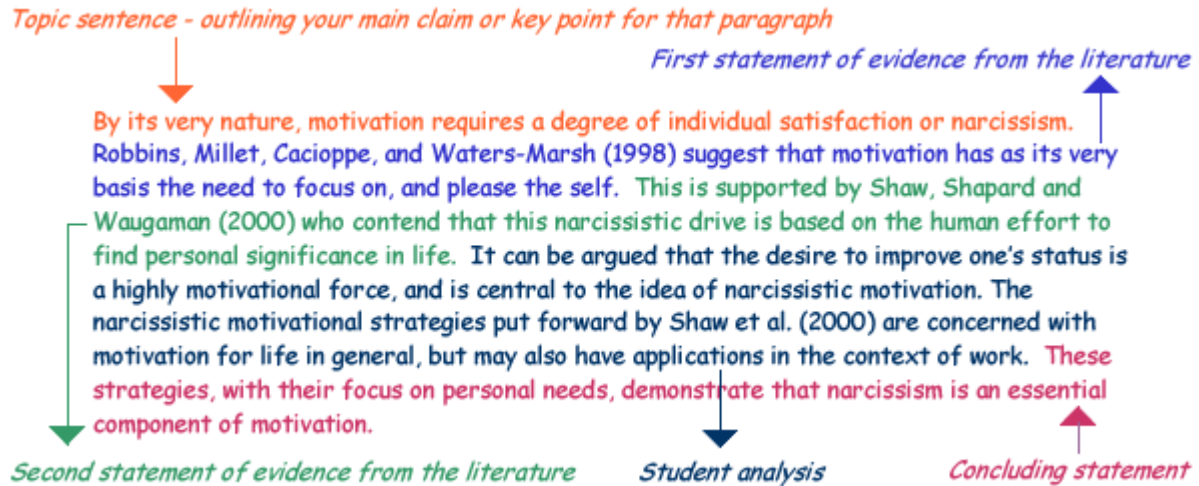 Topic sentence - outlining your main claim or key point for that paragraph
First statement of evidence from the literature
By its very nature, motivation requires a degree of individual satisfaction or narcissism.
Robbins, Millet, Cacioppe, and Waters-Marsh (1998) suggest that motivation has as its very
basis the need to focus on, and please the self. This is supported by Shaw, Shapard and
Waugaman (2000) who contend that this narcissistic drive is based on the human effort to
find personal significance in life. It can be argued that the desire to improve one's status is
a highly motivational force, and is central to the idea of narcissistic motivation. The
narcissistic motivational strategies put forward by Shaw et al. (2000) are concerned with
motivation for life in general, but may also have applications in the context of work. These
strategies, with their focus on personal needs, demonstrate that narcissism is an essential
component of motivation.
Second statement of evidence from the literature
Student analysis
Concluding statement